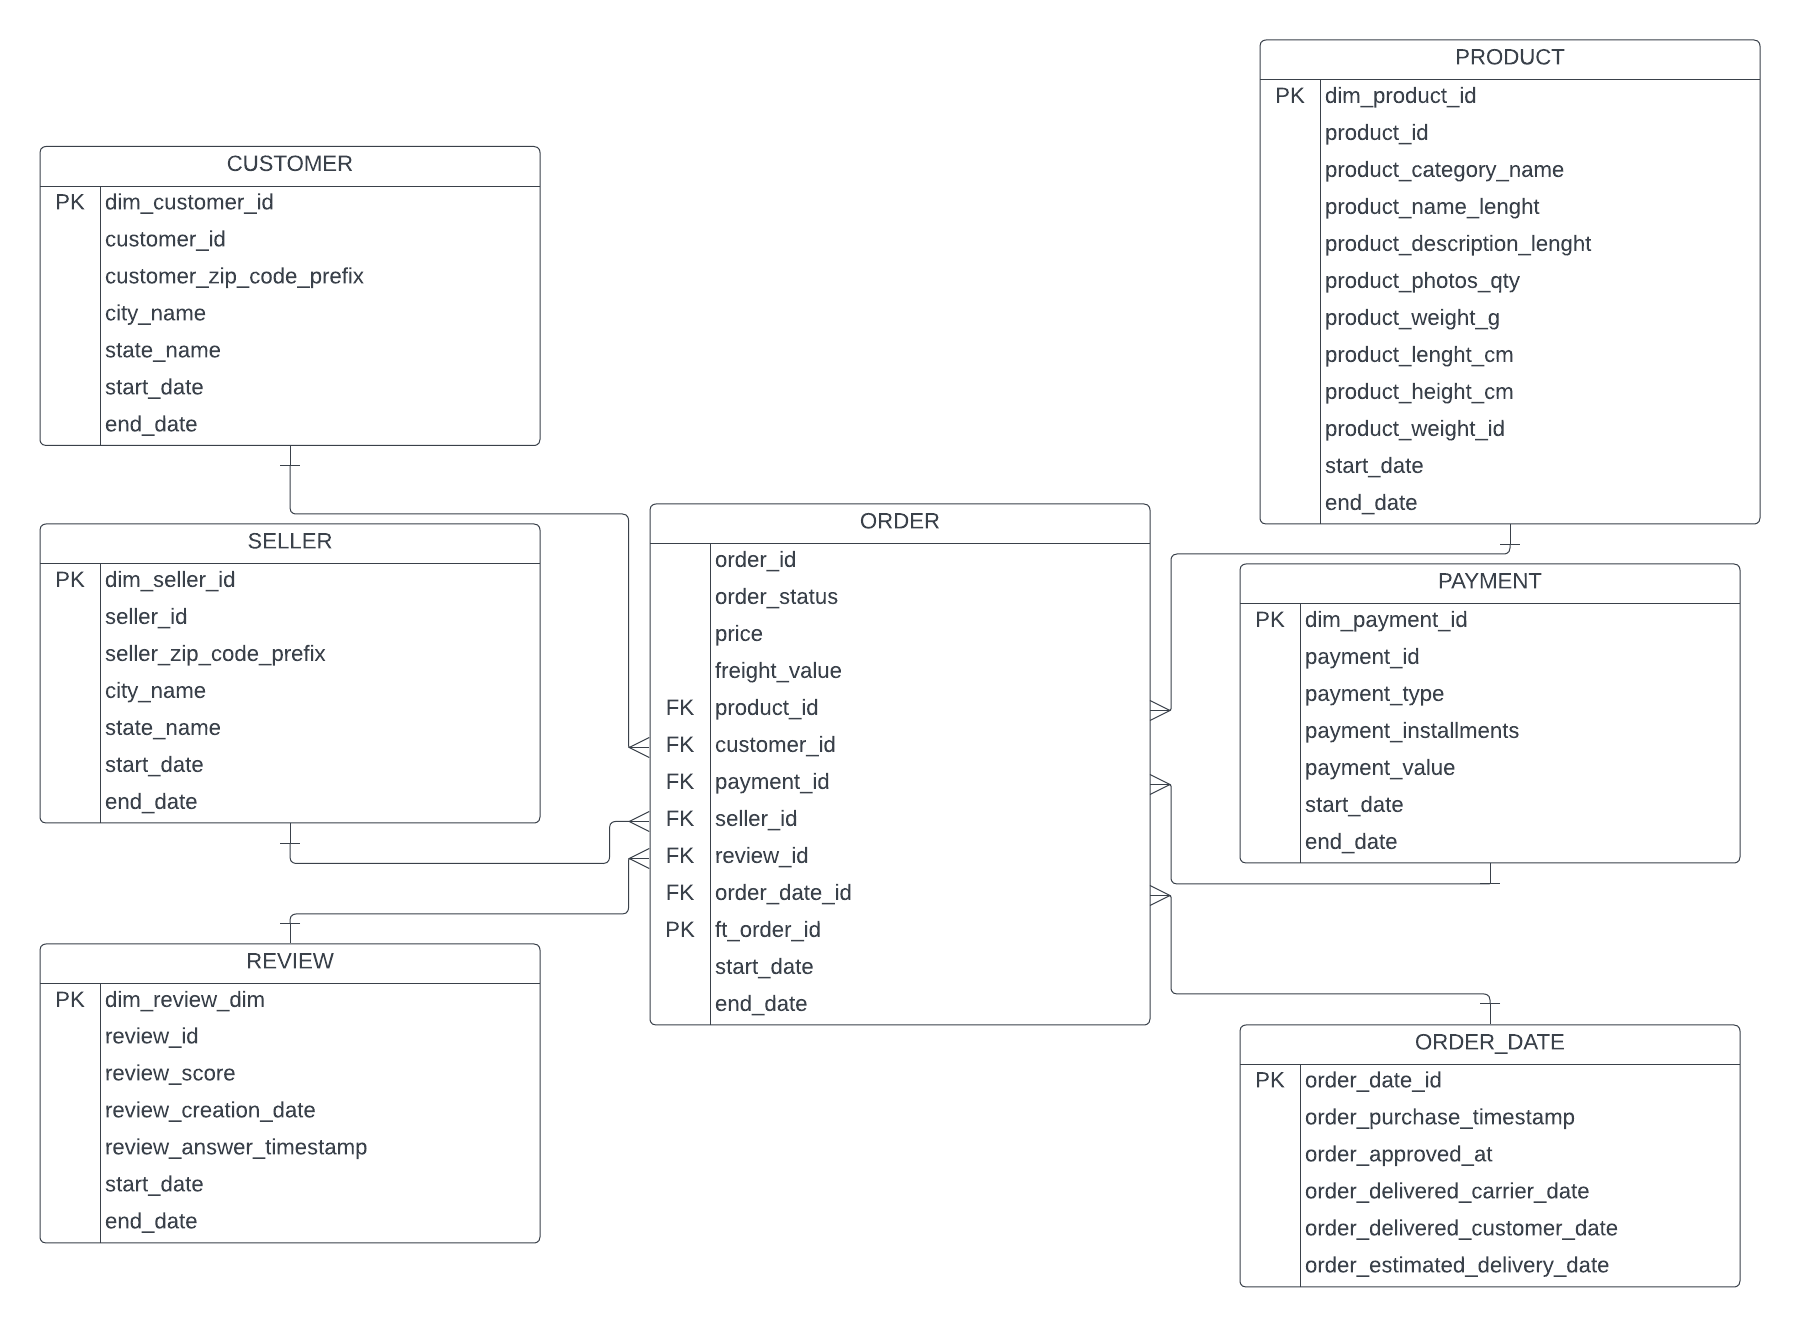 PRODUCT
PK dim_product_id
product_id
product_category_name
product_name_lenght
product_description_lenght
product_photos_qty
product_weight_g
product_lenght_cm
product_height_cm
product_weight_id
start_date
end_date
CUSTOMER
PK dim_customer_id
customer_id
customer_zip_code_prefix
city_name
state_name
start_date
end_date
SELLER
PK dim_seller_id
seller_id
seller_zip_code_prefix
city_name
state_name
start_date
end_date
ORDER
order_id
order_status
price
freight_value
FK product_id
FK customer_id
FK payment_id
FK seller_id
FK review_id
FK order_date_id
PK ft_order_id
start_date
end_date
PAYMENT
PK dim_payment_id
payment_id
payment_type
payment_installments
payment_value
start_date
end_date
REVIEW
PK dim_review_dim
review_id
review_score
review_creation_date
review_answer_timestamp
start_date
end_date
ORDER_DATE
PK order_date_id
order_purchase_timestamp
order_approved_at
order_delivered_carrier_date
order_delivered_customer_date
order_estimated_delivery_date